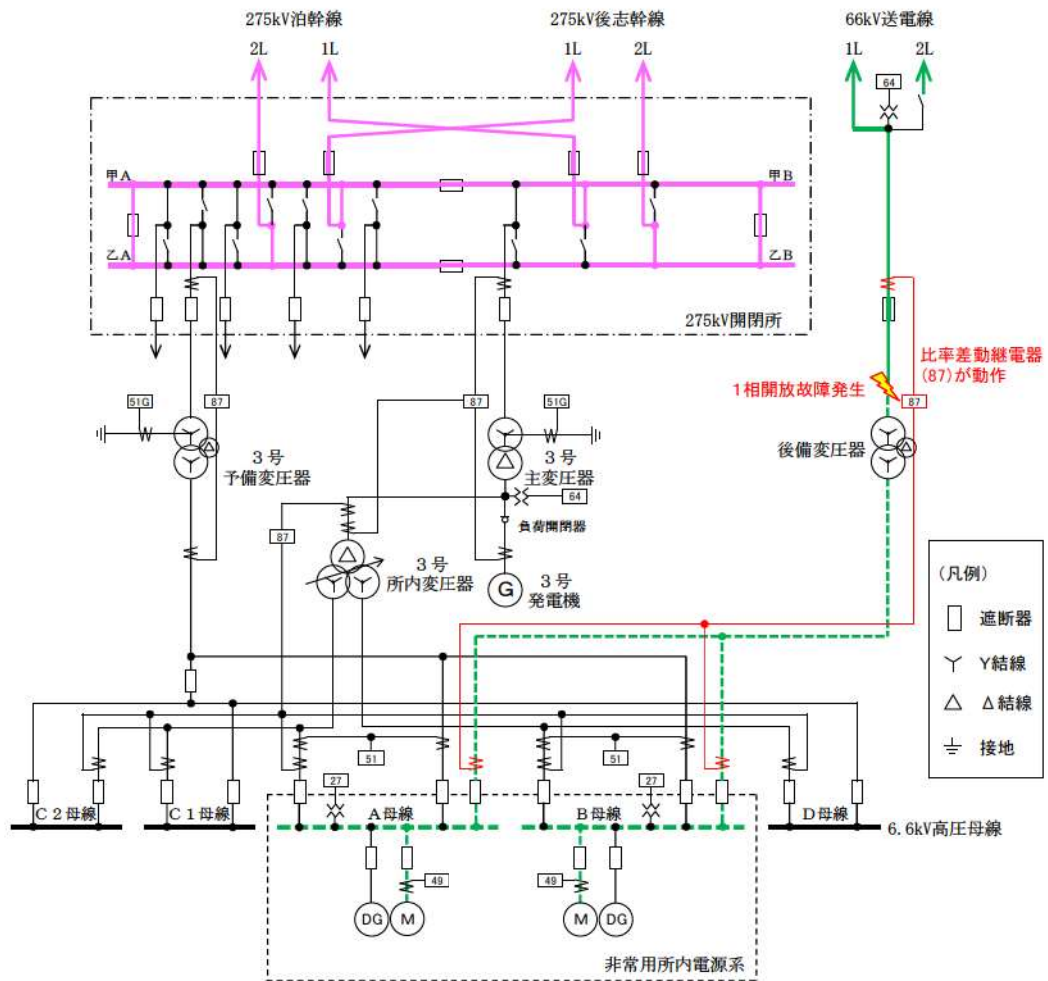 275kV泊幹線
275kV後志幹線
66kV送電線
2L
1L
1L
2L
1L
2L
64
甲A
甲B
乙A
乙B
275kV開閉所
比率差動継電器
(87)が動作
1相開放故障発生
51G
87
87
51G
87
3号
予備変圧器
3号
主変圧器
後備変圧器
64
負荷開閉器
87
3号
所内変圧器
G
3号
発電機
(凡例)
遮断器
Y結線
Δ結線
接地
51
51
27
27
C2母線
C1母線
A母線
B母線
D母線
6.6kV高圧母線
49
49
DG
M
M
DG
非常用所内電源系